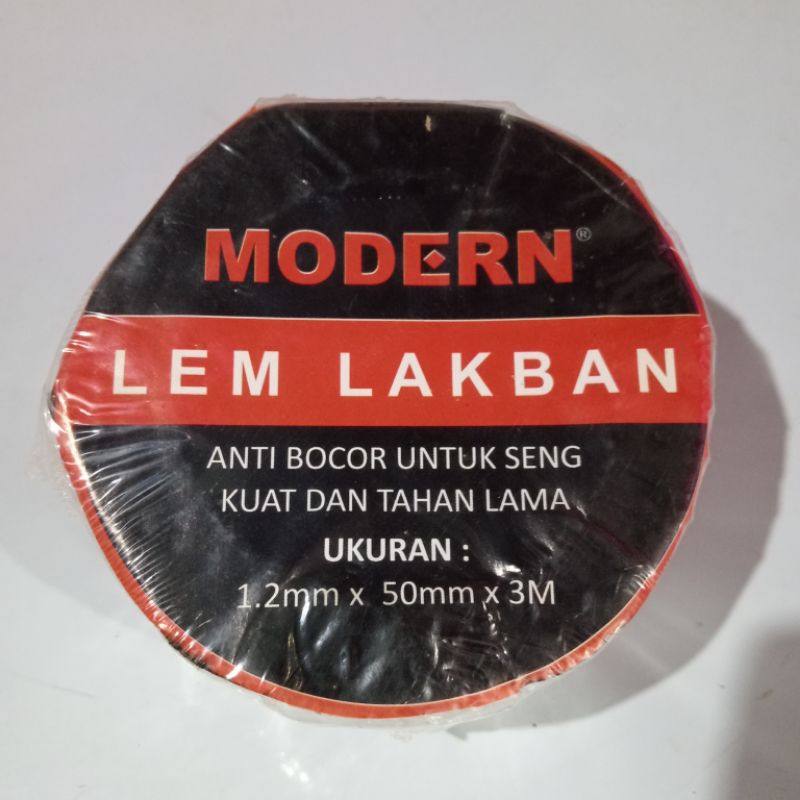 MODERN®
LEM LAKBAN
ANTI BOCOR UNTUK SENG
KUAT DAN TAHAN LAMA
UKURAN :
1.2mm x 50mm x 3M